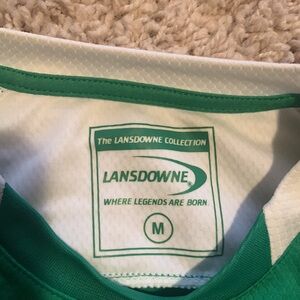 The LANSDOWNE COLLECTION
LANSDOWNE®
WHERE LEGENDS ARE BORN
M